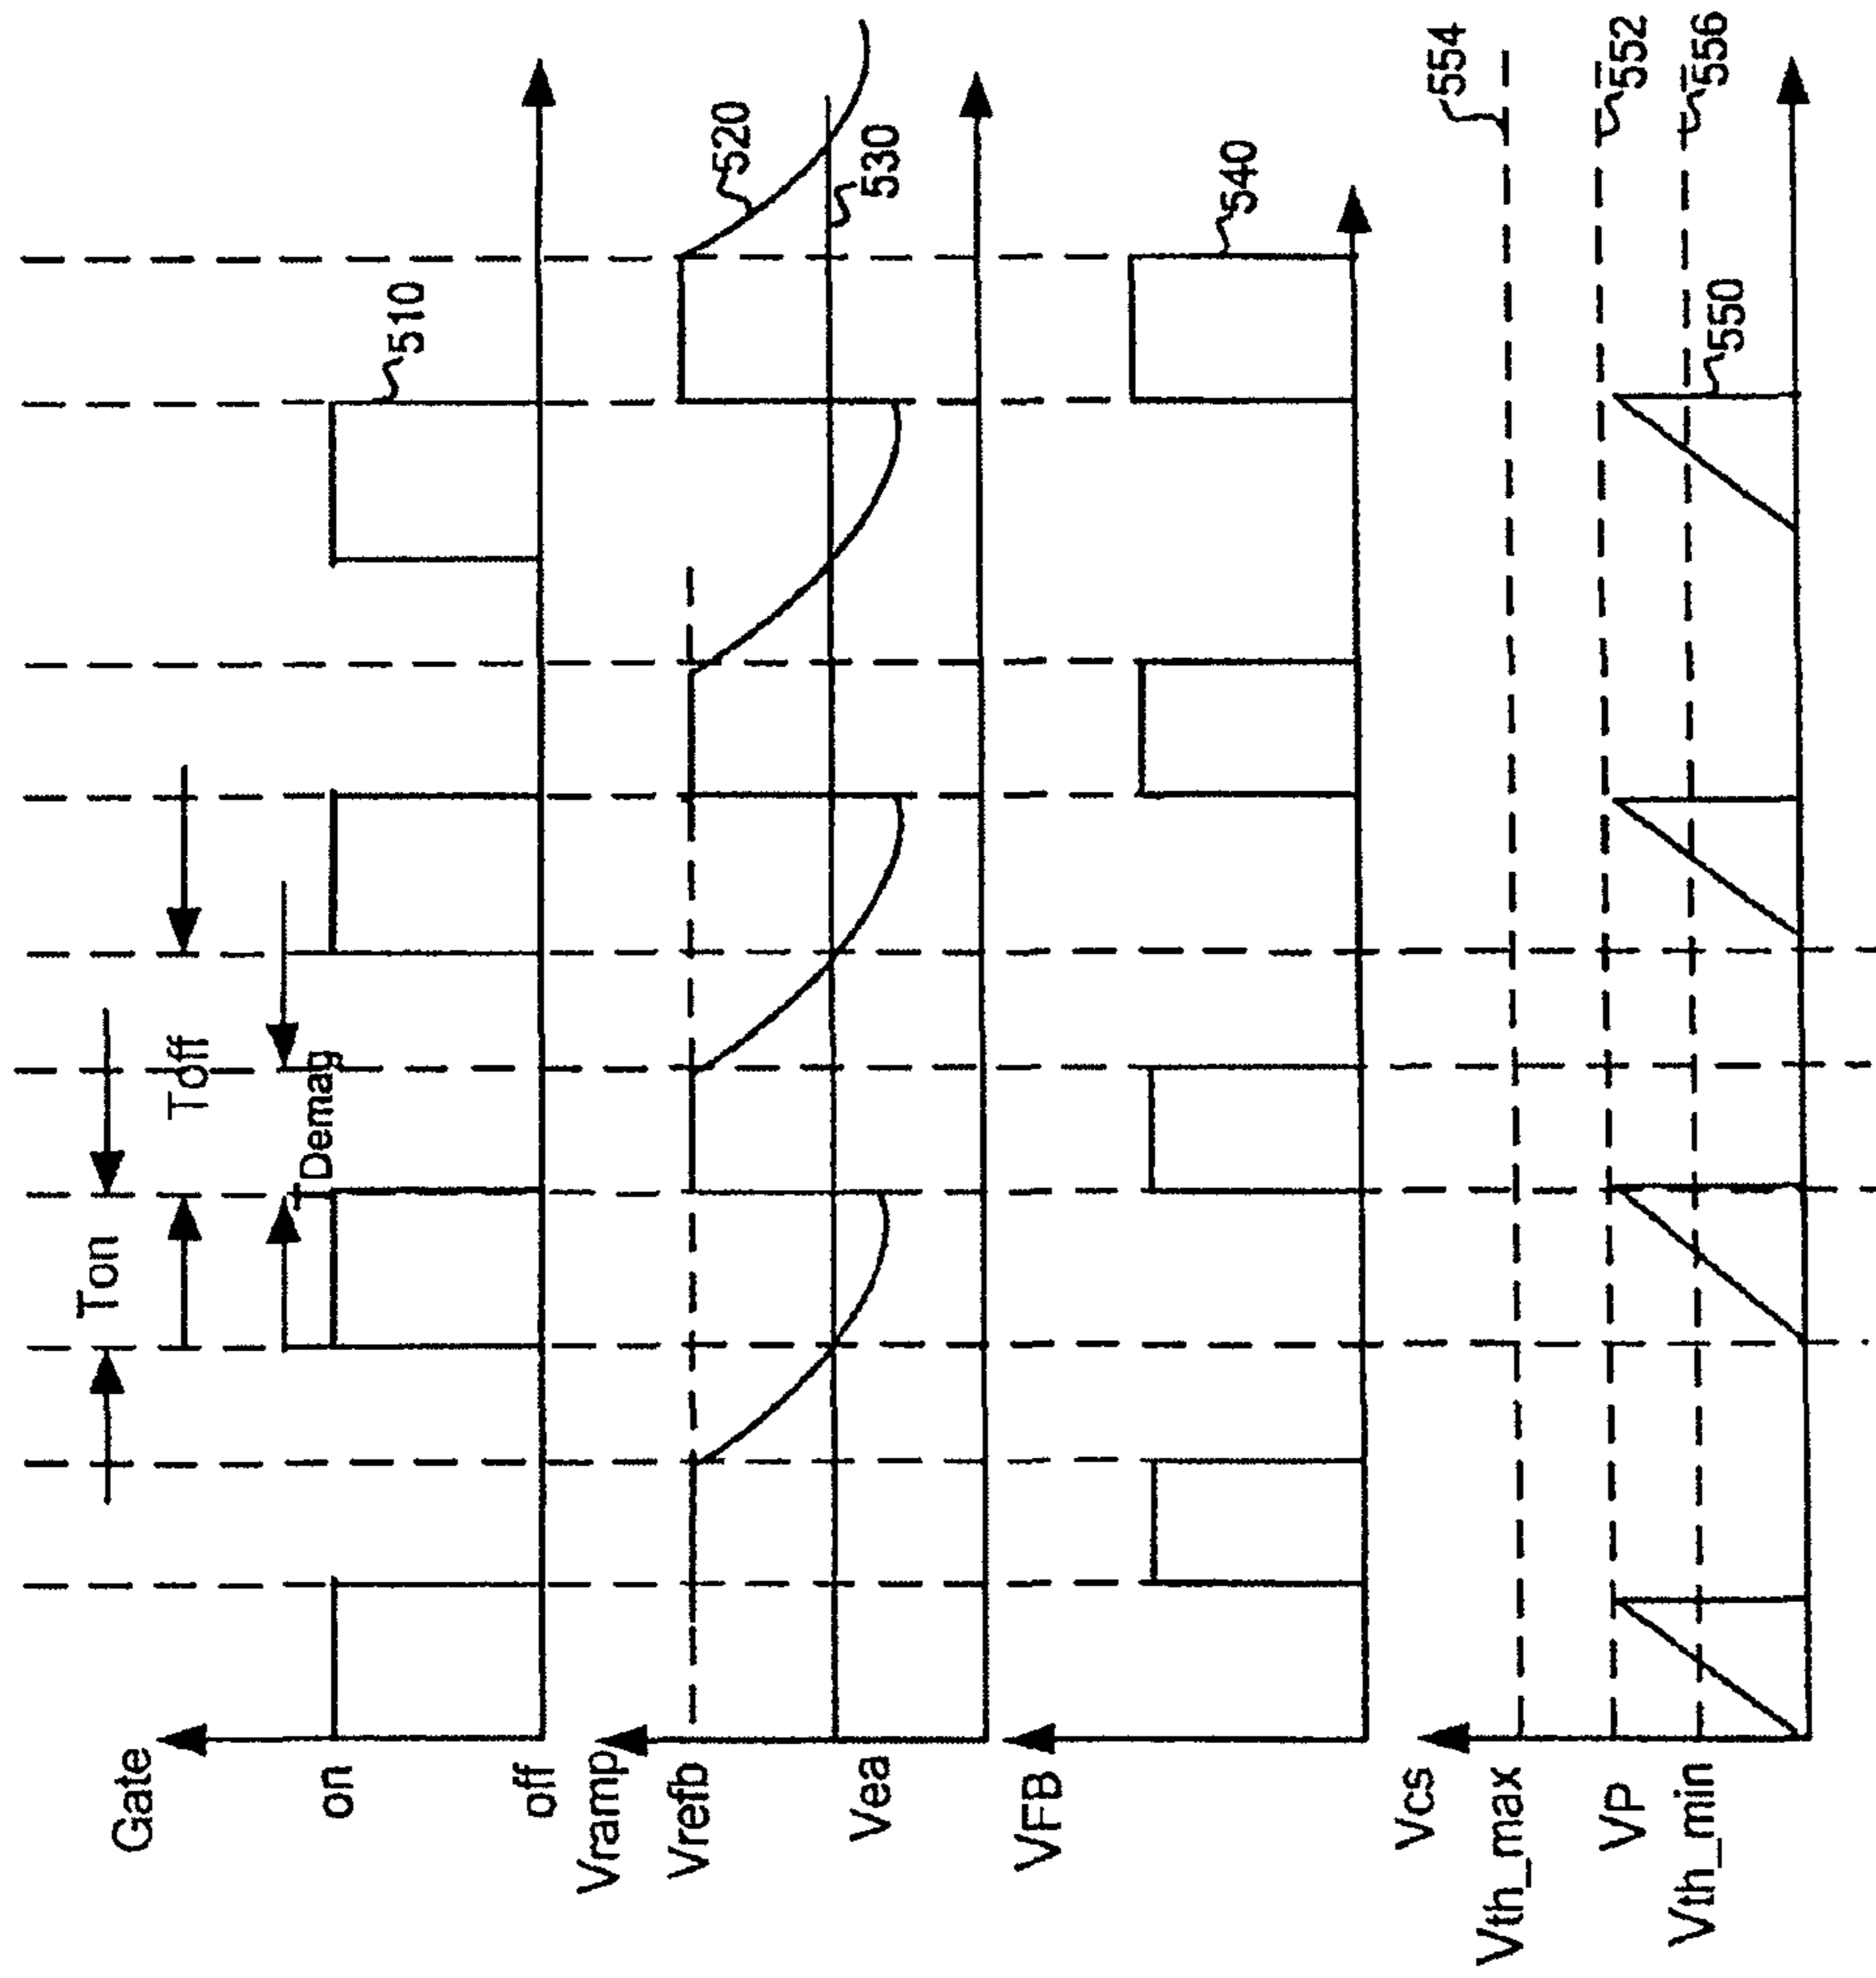 Ton
Toff
TDemag
Gate
on
off
510
Vramp
Vrefb
Vea
520
530
VFB
540
Vcs
Vth_max
VP
Vth_min
554
552
556
550